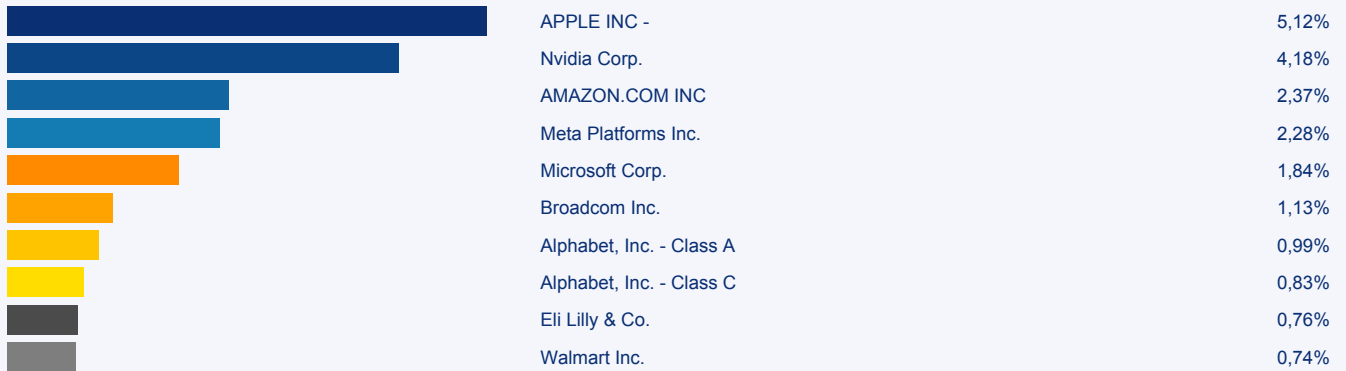 APPLE INC - 5,12%
Nvidia Corp. 4,18%
AMAZON.COM INC 2,37%
Meta Platforms Inc. 2,28%
Microsoft Corp. 1,84%
Broadcom Inc. 1,13%
Alphabet, Inc. - Class A 0,99%
Alphabet, Inc. - Class C 0,83%
Eli Lilly & Co. 0,76%
Walmart Inc. 0,74%